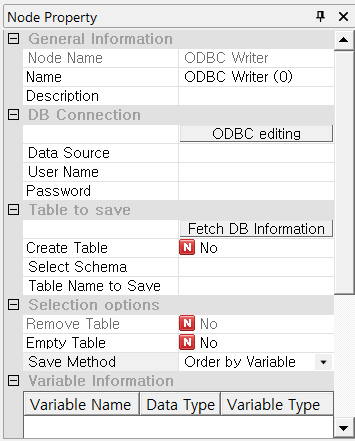 Node Property
General Information
Node Name ODBC Writer
Name ODBC Writer (0)
Description
DB Connection
ODBC editing
Data Source
User Name
Password
Table to save
Fetch DB Information
Create Table N No
Select Schema
Table Name to Save
Selection options
Remove Table N No
Empty Table N No
Save Method Order by Variable
Variable Information
Variable Name Data Type Variable Type